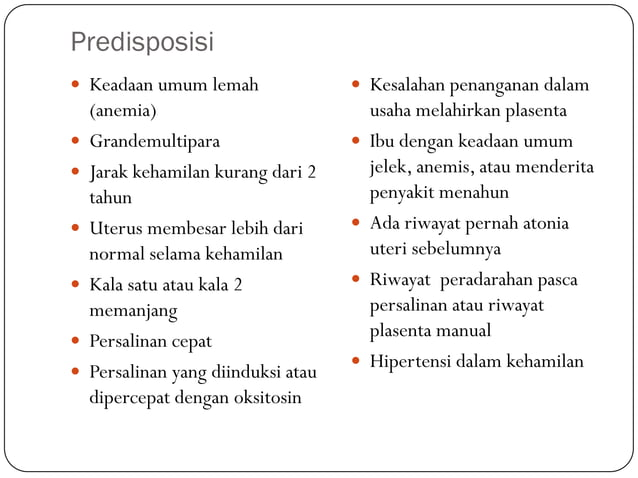 Predisposisi
• Keadaan umum lemah
(anemia)
• Grandemultipara
• Jarak kehamilan kurang dari 2
tahun
• Uterus membesar lebih dari
normal selama kehamilan
• Kala satu atau kala 2
memanjang
• Persalinan cepat
• Persalinan yang diinduksi atau
dipercepat dengan oksitosin
• Kesalahan penanganan dalam
usaha melahirkan plasenta
• Ibu dengan keadaan umum
jelek, anemis, atau menderita
penyakit menahun
• Ada riwayat pernah atonia
uteri sebelumnya
• Riwayat  peradarahan pasca
persalinan atau riwayat
plasenta manual
• Hipertensi dalam kehamilan